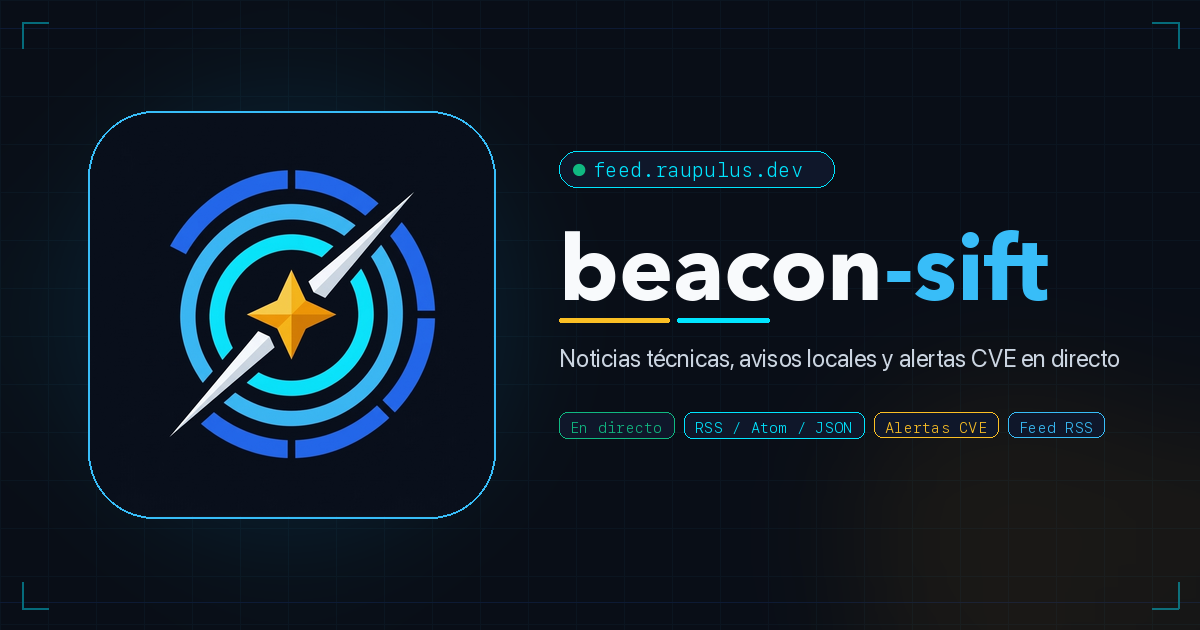 feed.raupulus.dev
beacon-sift
Noticias técnicas, avisos locales y alertas CVE en directo
En directo
RSS / Atom / JSON
Alertas CVE
Feed RSS